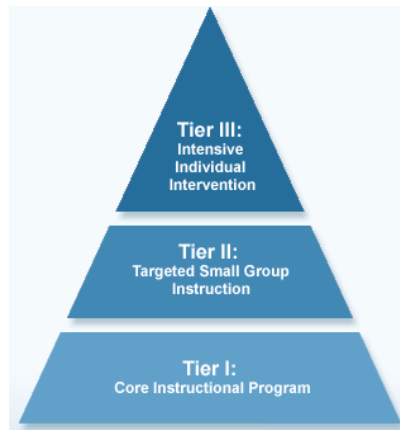 Tier III:
Intensive
Individual
Intervention
Tier II:
Targeted Small Group
Instruction
Tier I:
Core Instructional Program